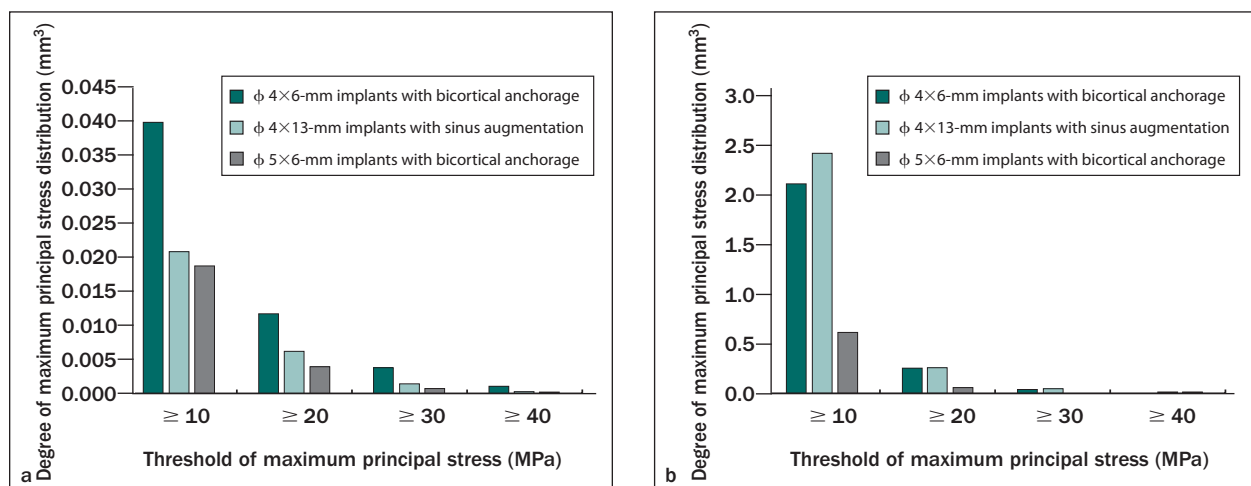 Degree of maximum principal stress distribution (mm³)
0.045
0.040
0.035
0.030
0.025
0.020
0.015
0.010
0.005
0.000
ϕ 4×6-mm implants with bicortical anchorage
ϕ 4×13-mm implants with sinus augmentation
ϕ 5×6-mm implants with bicortical anchorage
≧ 10
≧ 20
≧ 30
≧ 40
Threshold of maximum principal stress (MPa)
a
Degree of maximum principal stress distribution (mm³)
3.0
2.5
2.0
1.5
1.0
0.5
0.0
ϕ 4×6-mm implants with bicortical anchorage
ϕ 4×13-mm implants with sinus augmentation
ϕ 5×6-mm implants with bicortical anchorage
≧ 10
≧ 20
≧ 30
≧ 40
Threshold of maximum principal stress (MPa)
b